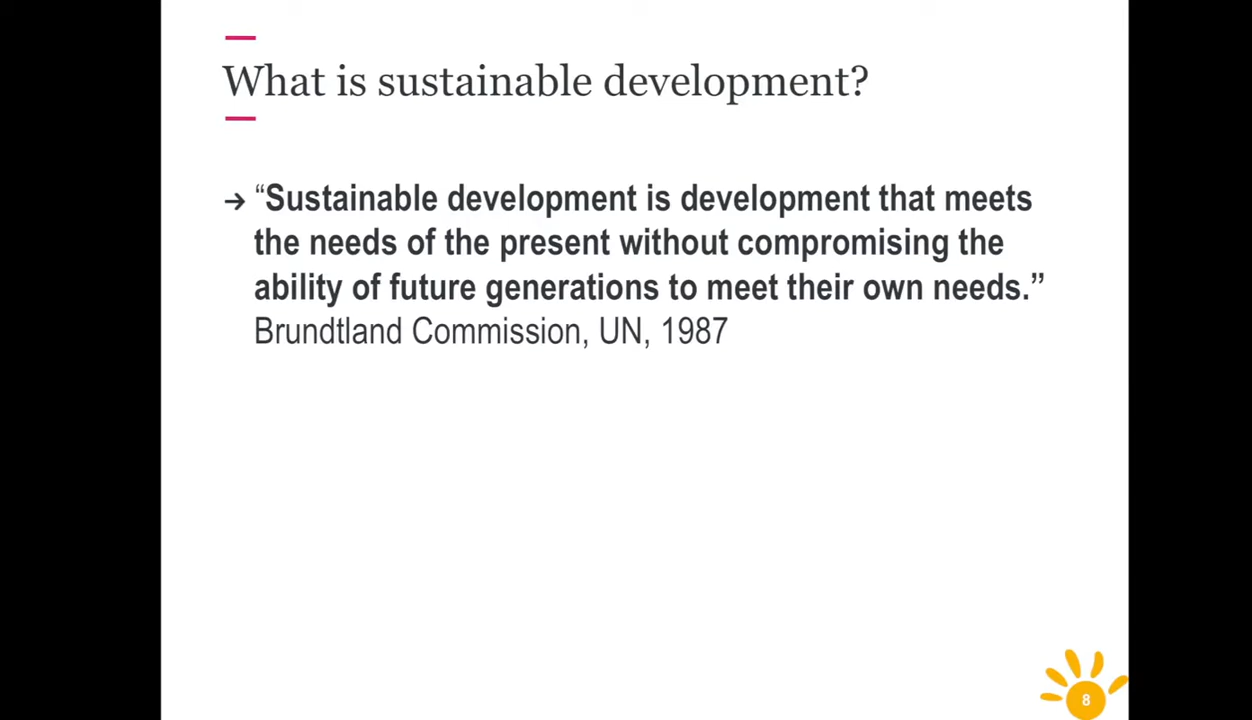 What is sustainable development?
→ “Sustainable development is development that meets
the needs of the present without compromising the
ability of future generations to meet their own needs.”
Brundtland Commission, UN, 1987
8